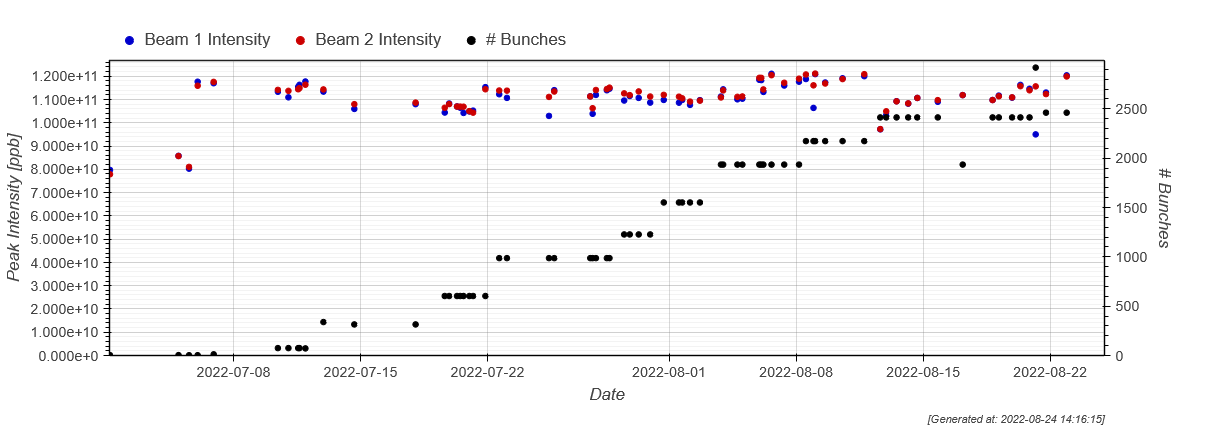 Beam 1 Intensity Beam 2 Intensity # Bunches
Peak Intensity [ppb]
1.200e+11
1.100e+11
1.000e+11
9.000e+10
8.000e+10
7.000e+10
6.000e+10
5.000e+10
4.000e+10
3.000e+10
2.000e+10
1.000e+10
0.000e+0
2500
2000
1500
1000
500
0
# Bunches
2022-07-08 2022-07-15 2022-07-22 2022-08-01 2022-08-08 2022-08-15 2022-08-22
Date
[Generated at: 2022-08-24 14:16:15]